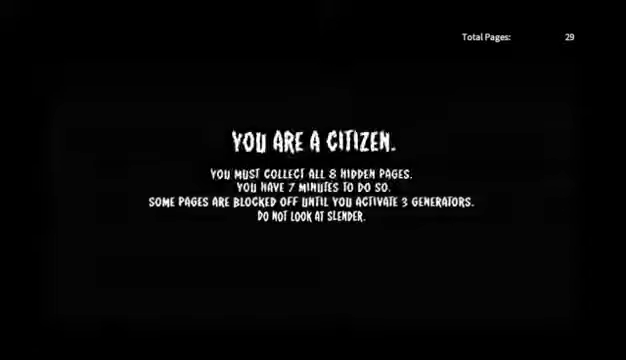 Total Pages: 29
YOU ARE A CITIZEN.
YOU MUST COLLECT ALL 8 HIDDEN PAGES.
YOU HAVE 7 MINUTES TO DO SO.
SOME PAGES ARE BLOCKED OFF UNTIL YOU ACTIVATE 3 GENERATORS.
DO NOT LOOK AT SLENDER.